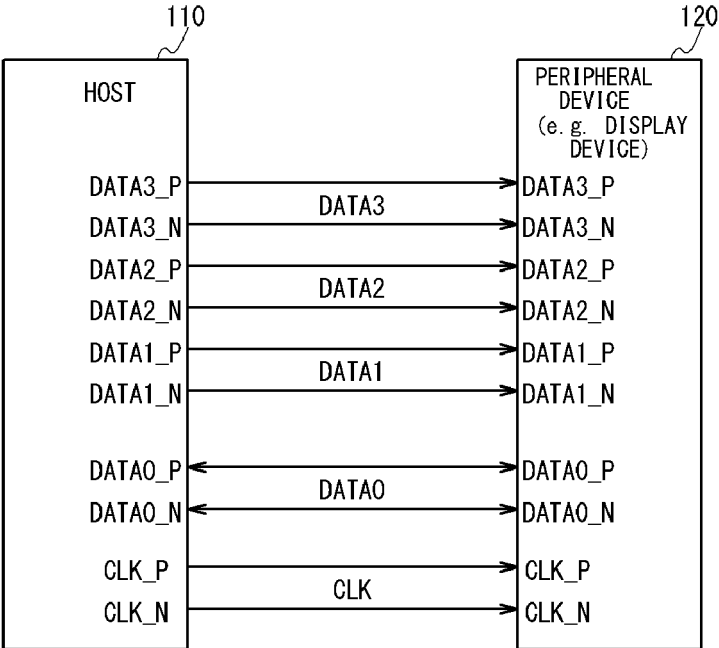 110
120
HOST
PERIPHERAL
DEVICE
(e.g. DISPLAY
DEVICE)
DATA3_P
DATA3
DATA3_P
DATA3_N
DATA3_N
DATA2_P
DATA2
DATA2_P
DATA2_N
DATA2_N
DATA1_P
DATA1
DATA1_P
DATA1_N
DATA1_N
DATA0_P
DATA0
DATA0_P
DATA0_N
DATA0_N
CLK_P
CLK
CLK_P
CLK_N
CLK_N